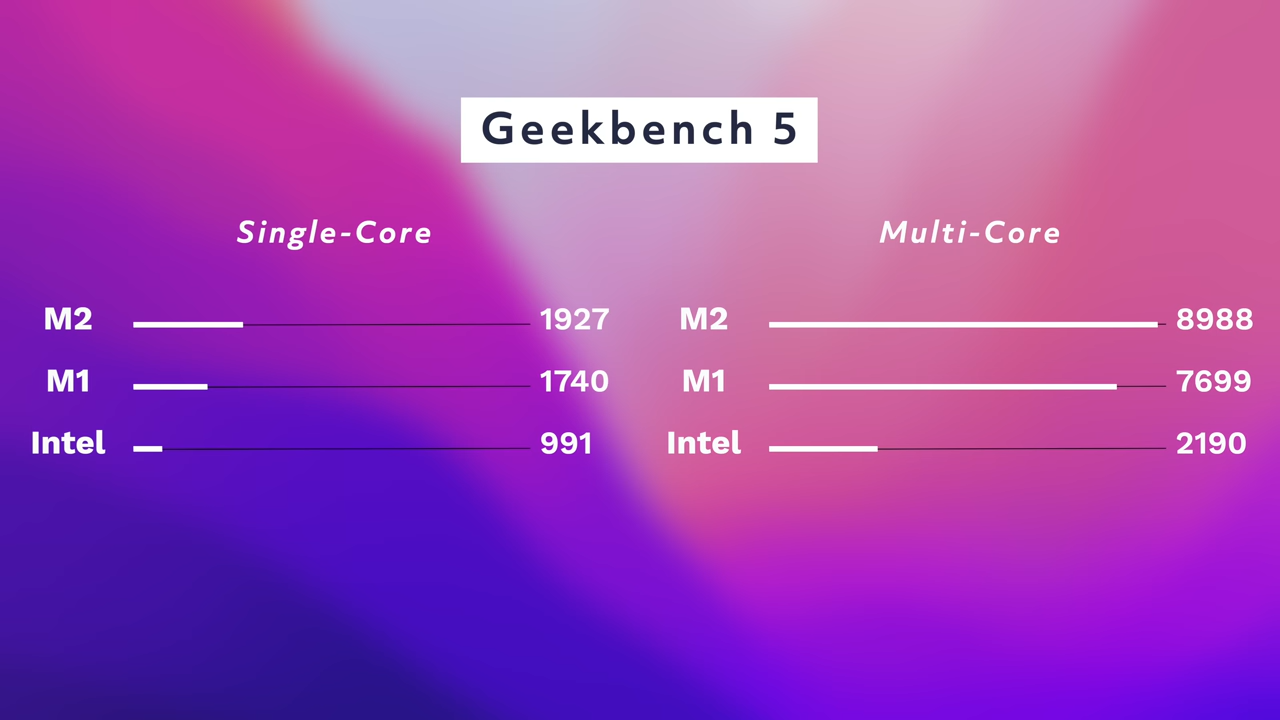 Geekbench 5
Single-Core
M2 1927
M1 1740
Intel 991
Multi-Core
M2 8988
M1 7699
Intel 2190